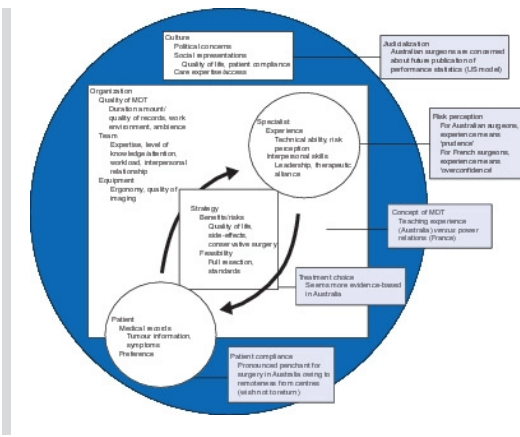 Culture
Political concerns
Social representations
Quality of life, patient compliance
Care expertise/access
Judicialization
Australian surgeons are concerned
about future publication of
performance statistics (US model)
Organization
Quality of MDT
Duration amount/
quality of records, work
environment, ambience
Team
Expertise, level of
knowledge attention,
workload, interpersonal
relationship
Equipment
Ergonomy, quality of
imaging
Specialist
Experience
Technical ability, risk
perception
Interpersonal skills
Leadership, therapeutic
alliance
Risk perception
For Australian surgeons,
experience means
'prudence'
For French surgeons,
experience means
'overconfidence'
Strategy
Benefits/risks
Quality of life,
side-effects,
conservative surgery
Feasibility
Full resection,
standards
Concept of MDT
Teaching experience
(Australia) versus power
relations (France)
Treatment choice
Seems more evidence-based
in Australia
Patient
Medical records
Tumour information,
symptoms
Preference
Patient compliance
Pronounced penchant for
surgery in Australia owing to
remoteness from centres
(wish not to return)